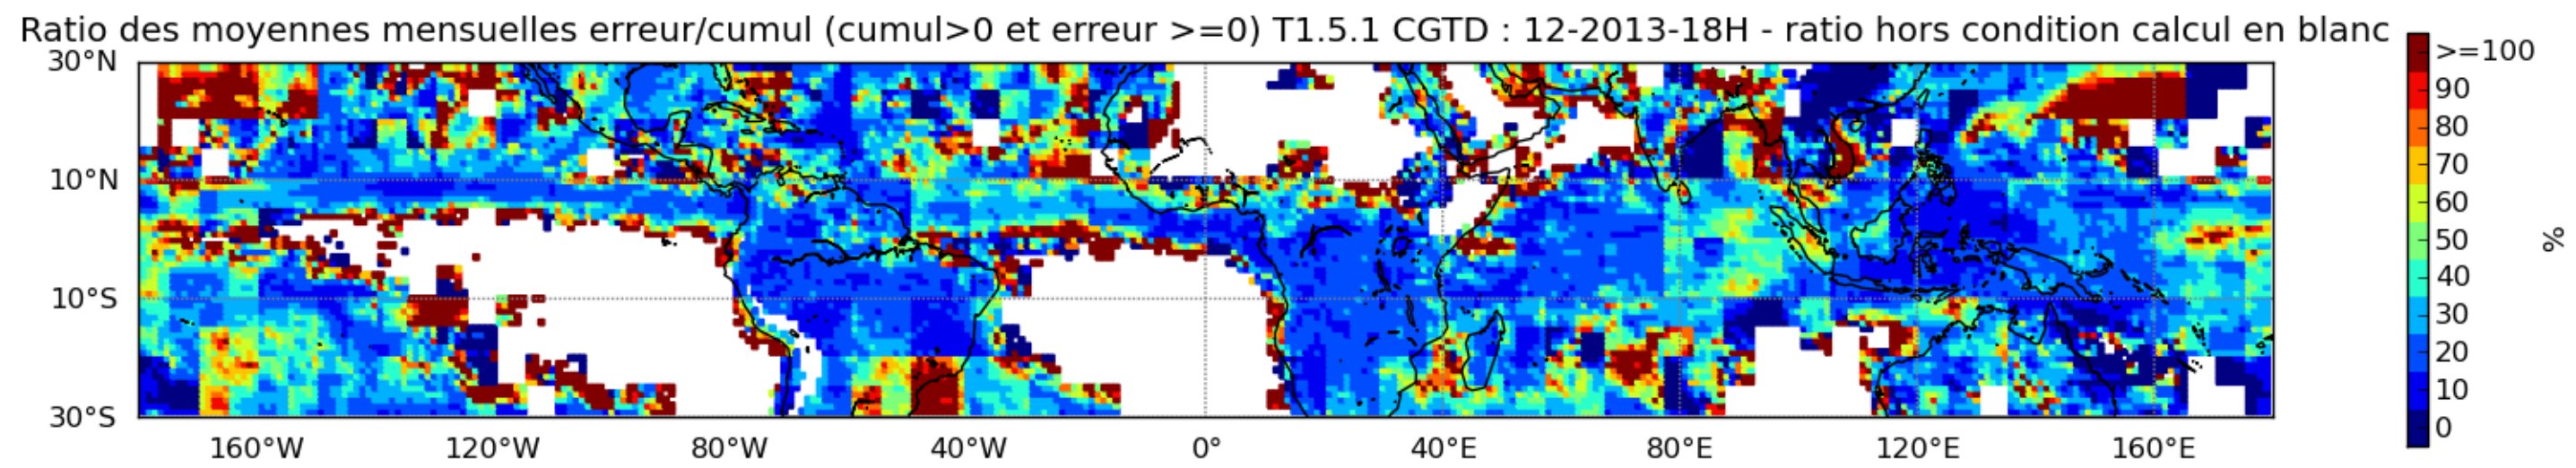 Ratio des moyennes mensuelles erreur/cumul (cumul>0 et erreur >=0) T1.5.1 CGTD : 12-2013-18H - ratio hors condition calcul en blanc
30°N
10°N
10°S
30°S
160°W 120°W 80°W 40°W 0° 40°E 80°E 120°E 160°E
>=100
90
80
70
60
50
40
30
20
10
0
%